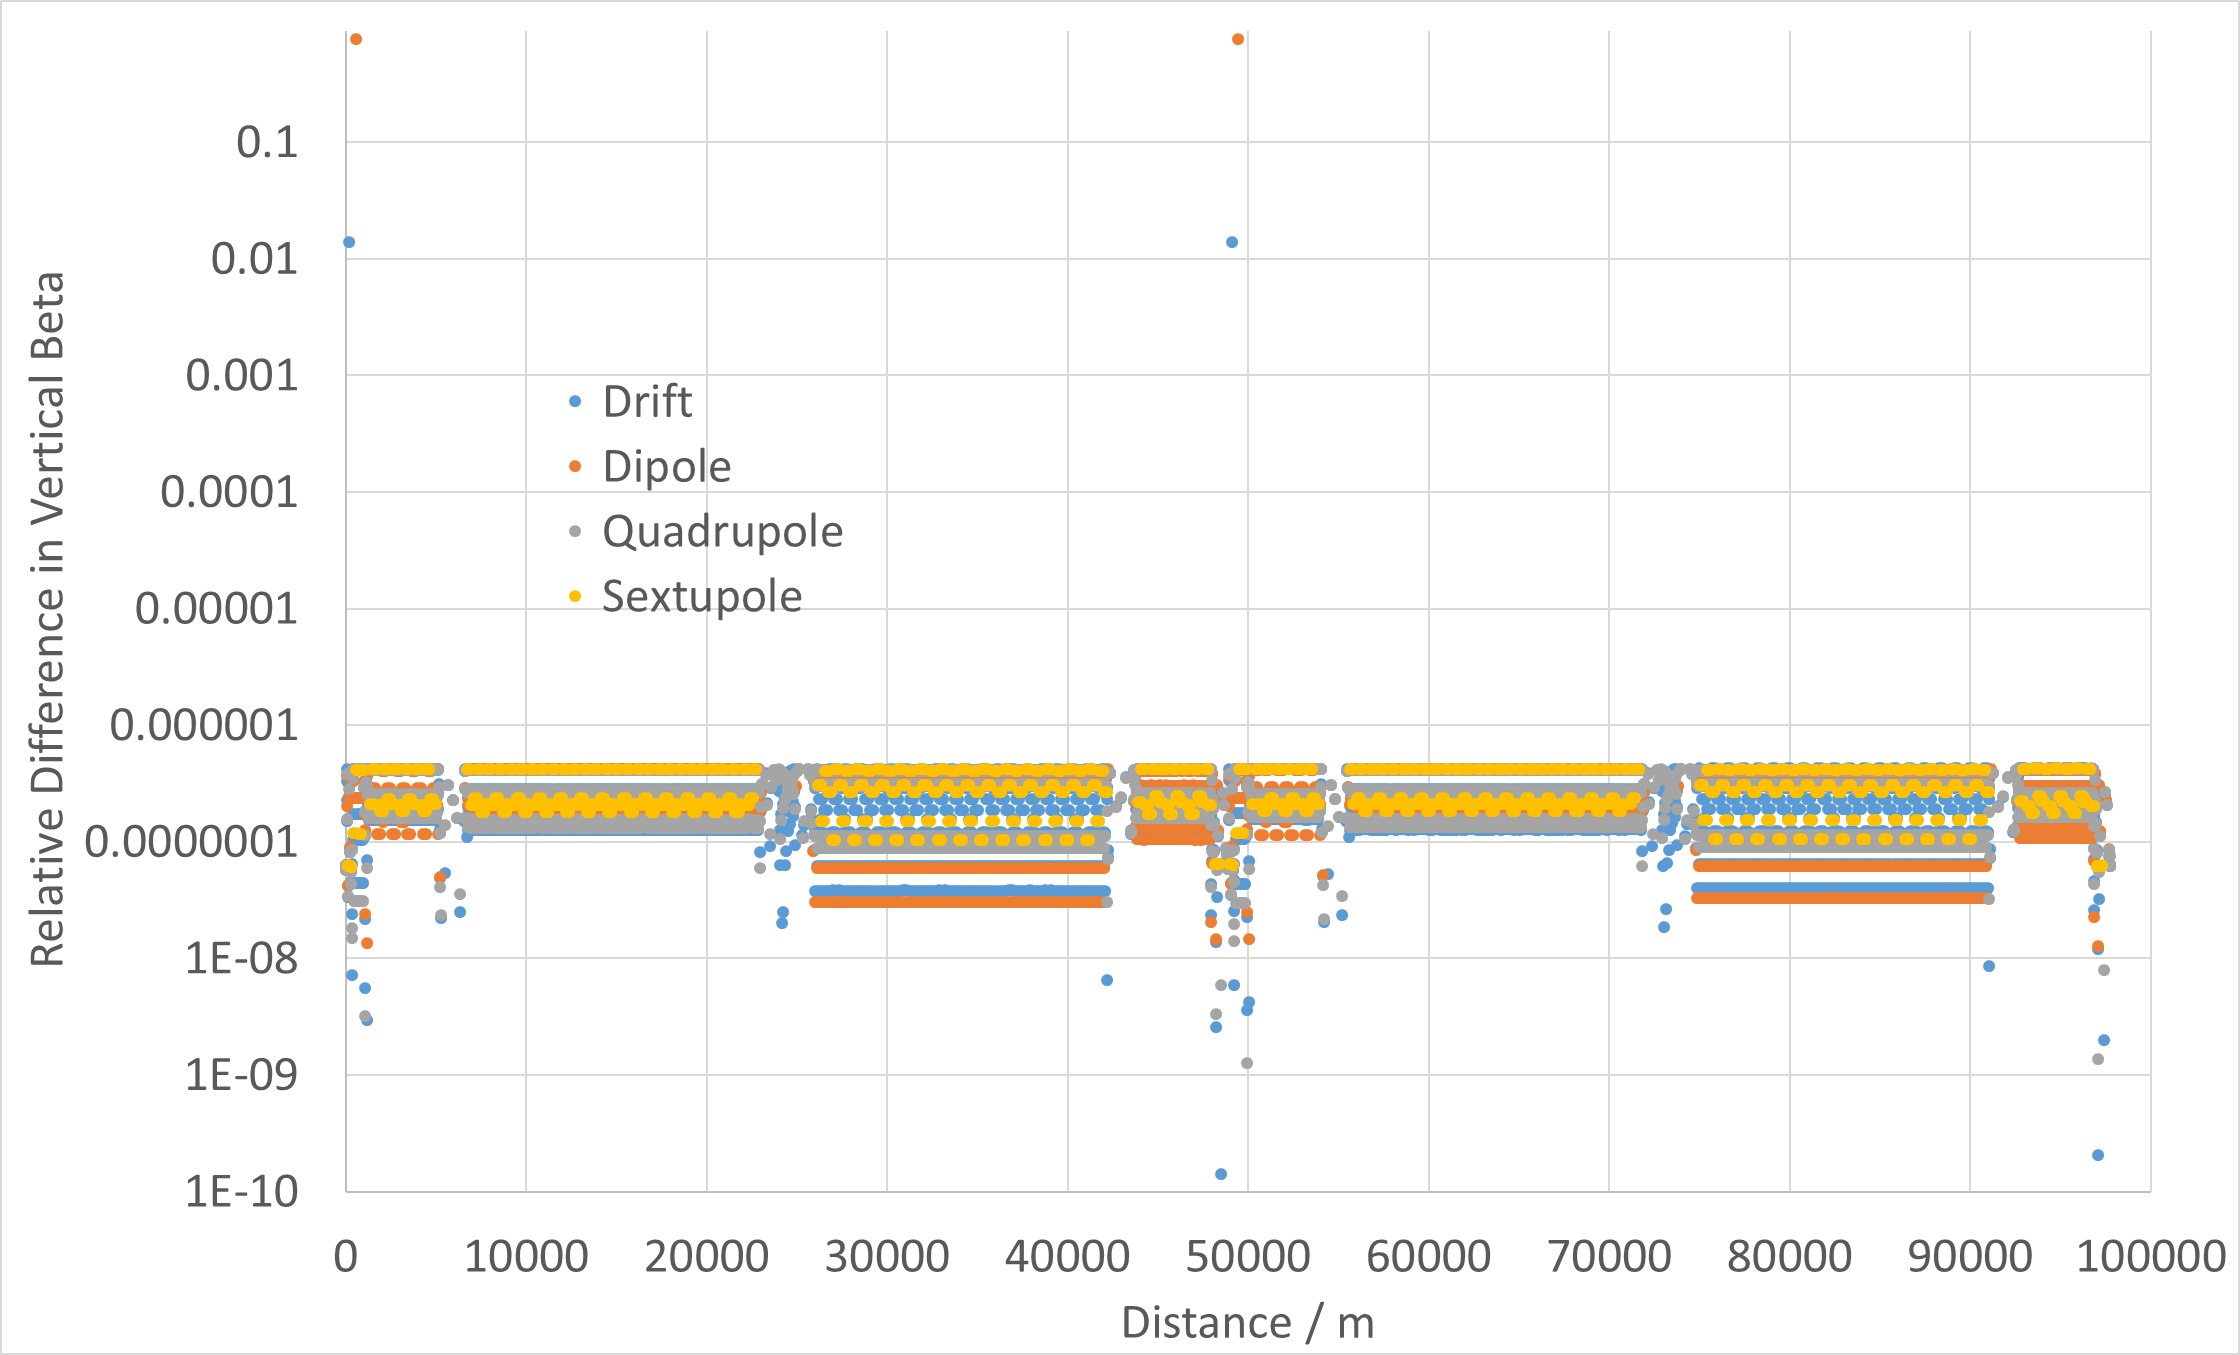 Relative Difference in Vertical Beta
0.1
0.01
0.001
0.0001
0.00001
0.000001
0.0000001
1E-08
1E-09
1E-10
Drift
Dipole
Quadrupole
Sextupole
0 10000 20000 30000 40000 50000 60000 70000 80000 90000 100000
Distance / m